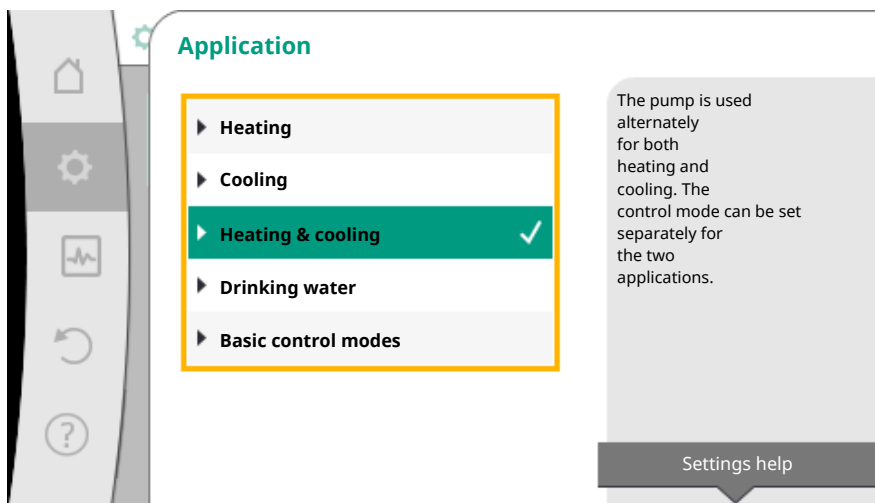 Application
Heating
Cooling
Heating & cooling
Drinking water
Basic control modes
The pump is used
alternately
for both
heating and
cooling. The
control mode can be set
separately for
the two
applications.
Settings help